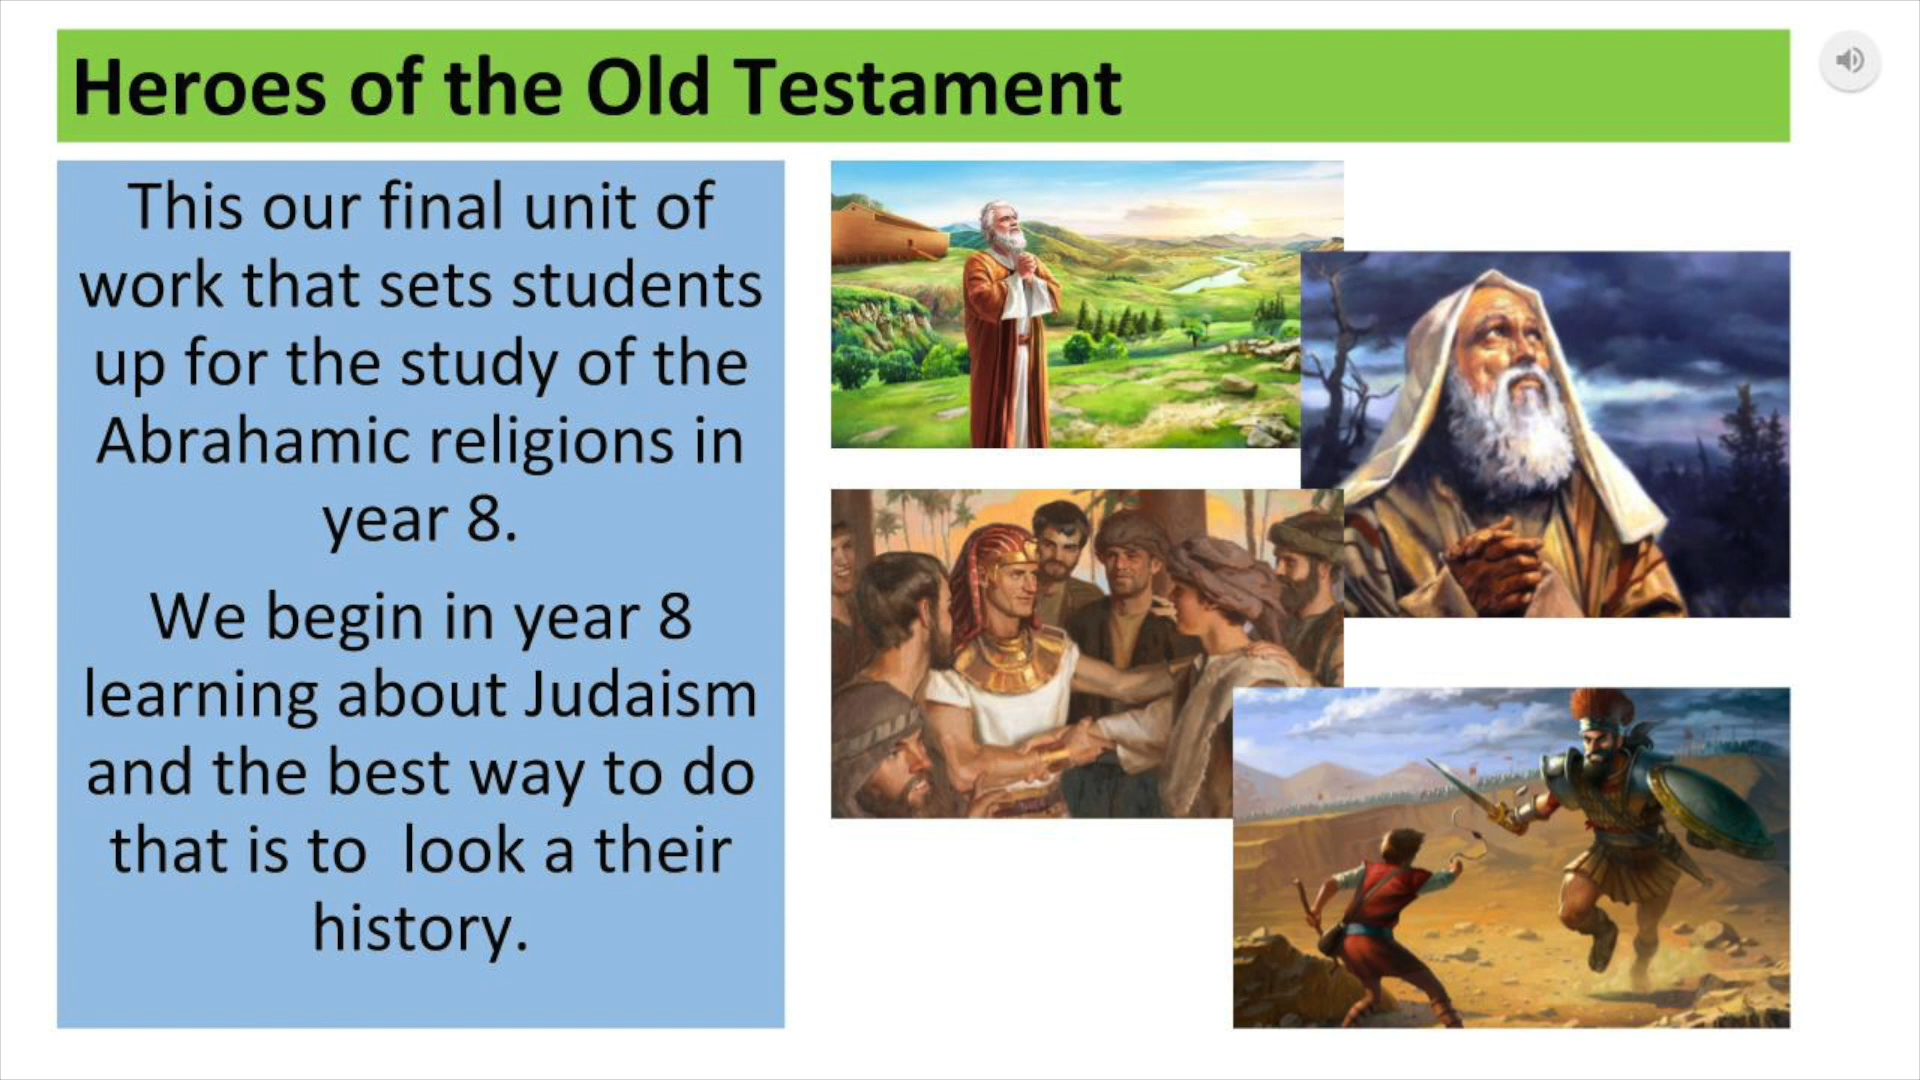 Heroes of the Old Testament
This our final unit of
work that sets students
up for the study of the
Abrahamic religions in
year 8.
We begin in year 8
learning about Judaism
and the best way to do
that is to  look a their
history.